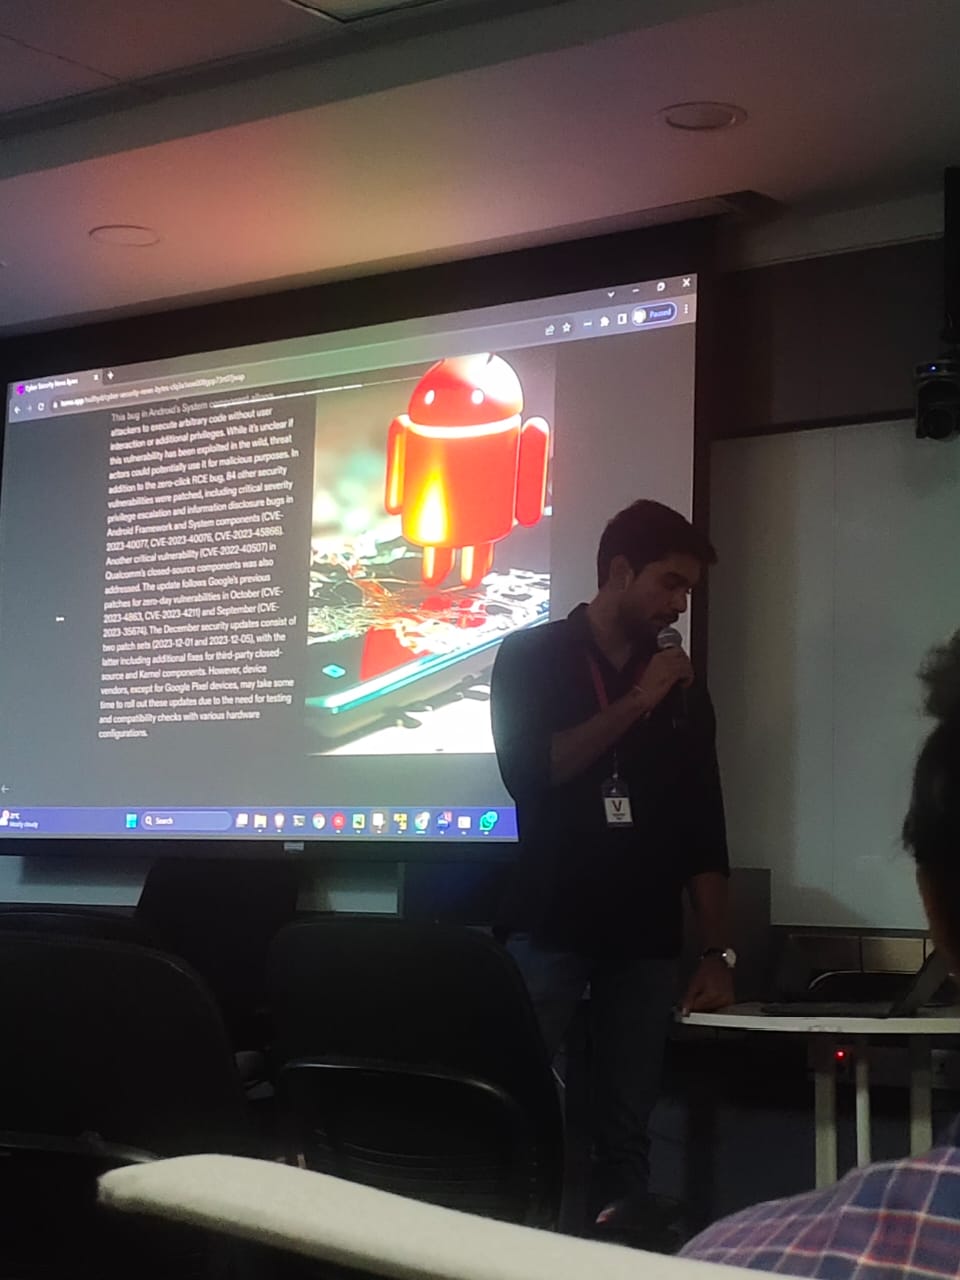 Cyber Security News Bytes
Paused
This bug in Android's System component allows
attackers to execute arbitrary code without user
interaction or additional privileges. While it's unclear if
this vulnerability has been exploited in the wild, threat
actors could potentially use it for malicious purposes. In
addition to the zero-click RCE bug, 84 other security
vulnerabilities were patched, including critical severity
privilege escalation and information disclosure bugs in
Android Framework and System components (CVE-
2023-40077, CVE-2023-40076, CVE-2023-45866).
Another critical vulnerability (CVE-2022-40507) in
Qualcomm's closed-source components was also
addressed. The update follows Google's previous
patches for zero-day vulnerabilities in October (CVE-
2023-4863, CVE-2023-4211) and September (CVE-
2023-35674). The December security updates consist of
two patch sets (2023-12-01 and 2023-12-05), with the
latter including additional fixes for third-party closed-
source and Kernel components. However, device
vendors, except for Google Pixel devices, may take some
time to roll out these updates due to the need for testing
and compatibility checks with various hardware
configurations.
21°C
Mostly cloudy
Search
V